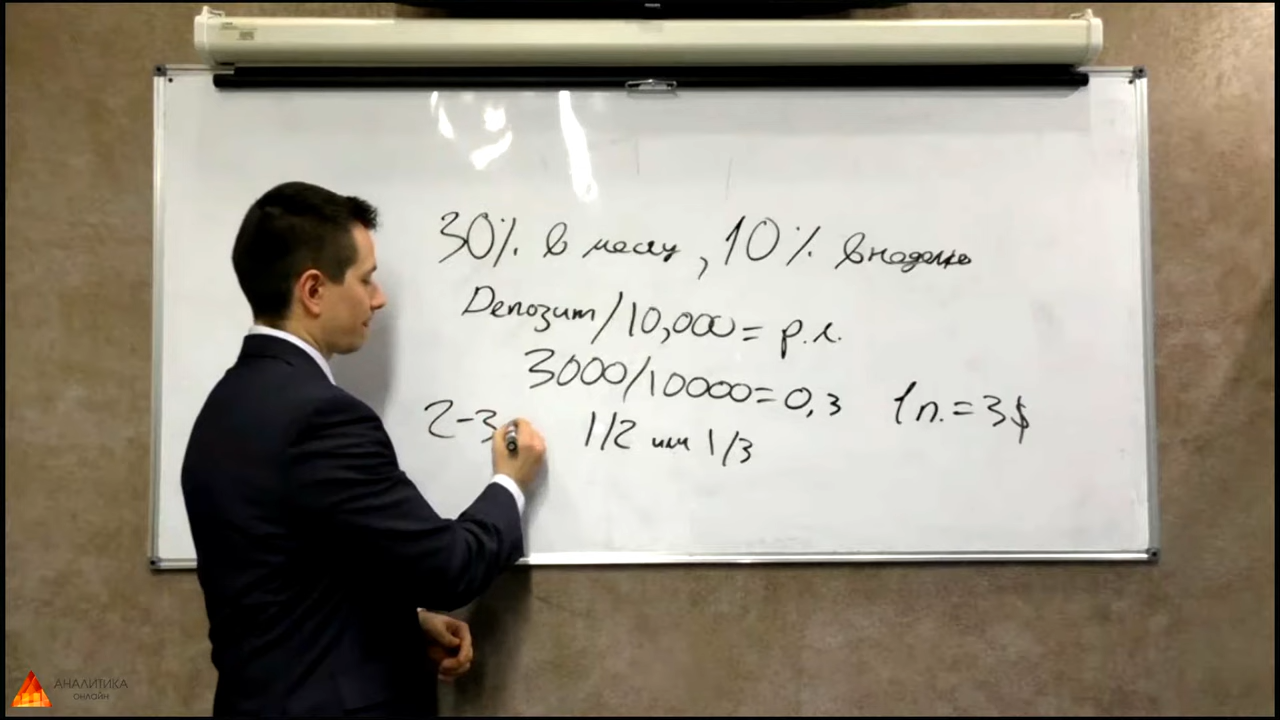 30% в месяц, 10% в неделю
Депозит/10,000= р.л.
3000/10000=0,3 1п.=3$
2-3 1/2 или 1/3
АНАЛИТИКА
онлайн